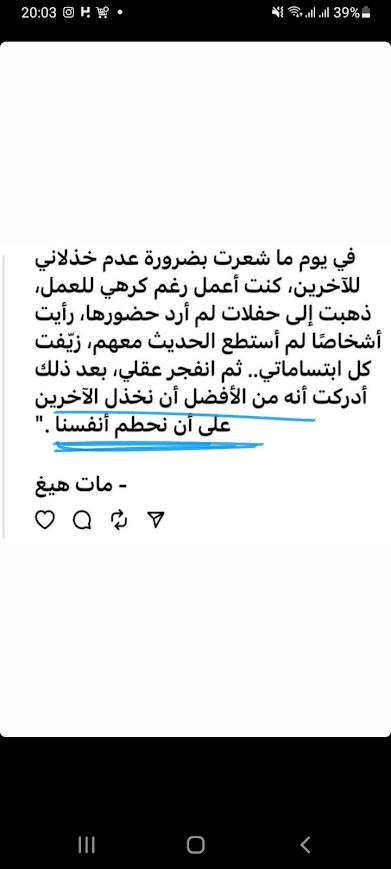 20:03
39%
في يوم ما شعرت بضرورة عدم خذلاني
للآخرين، كنت أعمل رغم كرهي للعمل،
ذهبت إلى حفلات لم أرد حضورها، رأيت
أشخاصًا لم أستطع الحديث معهم، زيّفت
كل ابتساماتي.. ثم انفجر عقلي، بعد ذلك
أدركت أنه من الأفضل أن نخذل الآخرين
على أن نحطم أنفسنا ."
- مات هيغ